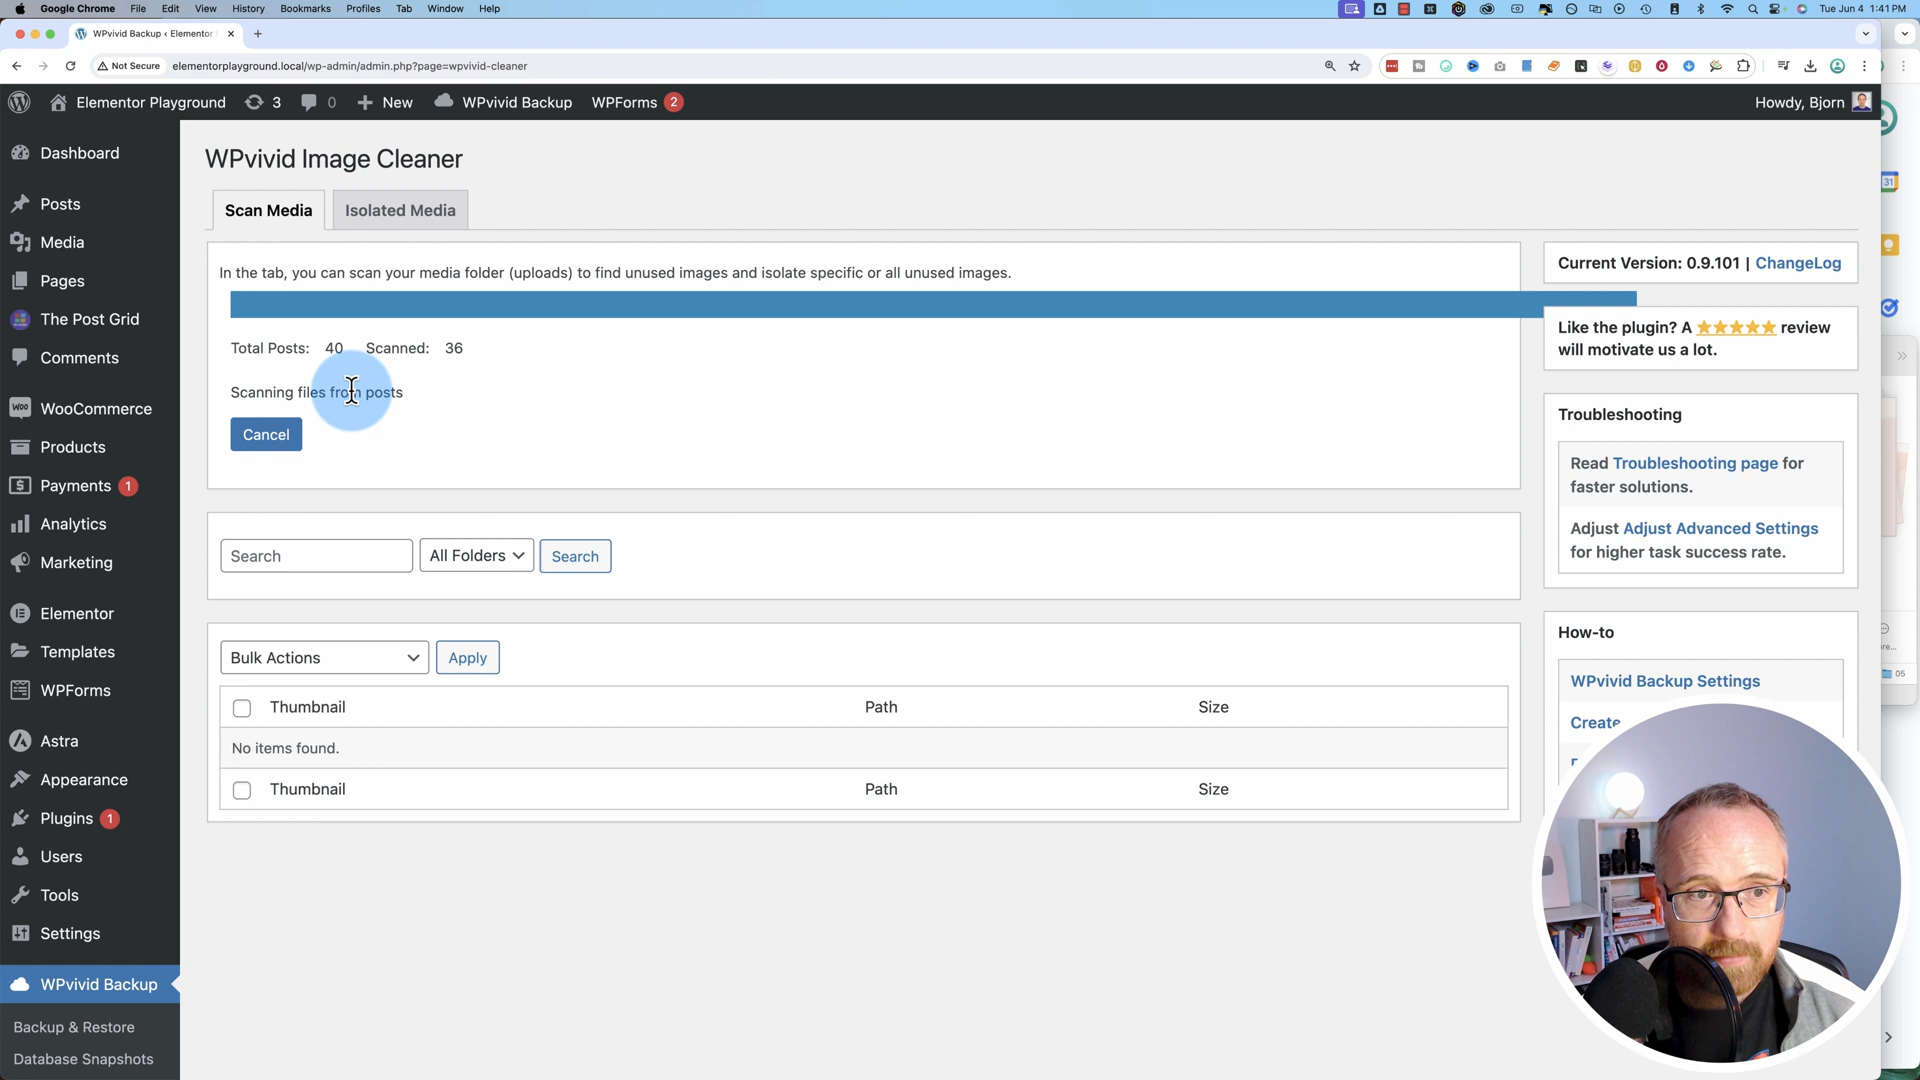 Google Chrome File Edit View History Bookmarks Profiles Tab Window Help
Tue Jun 4 1:41 PM
WPvivid Backup ‹ Elementor
Not Secure elementorplayground.local/wp-admin/admin.php?page=wpvivid-cleaner
Elementor Playground 3 0 New WPvivid Backup WPForms 2
Howdy, Bjorn
Dashboard
Posts
Media
Pages
The Post Grid
Comments
WooCommerce
Products
Payments 1
Analytics
Marketing
Elementor
Templates
WPForms
Astra
Appearance
Plugins 1
Users
Tools
Settings
WPvivid Backup
Backup & Restore
Database Snapshots
WPvivid Image Cleaner
Scan Media Isolated Media
In the tab, you can scan your media folder (uploads) to find unused images and isolate specific or all unused images.
Total Posts: 40 Scanned: 36
Scanning files from posts
Cancel
Search All Folders Search
Bulk Actions Apply
Thumbnail Path Size
No items found.
Thumbnail Path Size
Current Version: 0.9.101 | ChangeLog
Like the plugin? A ★★★★★ review
will motivate us a lot.
Troubleshooting
Read Troubleshooting page for
faster solutions.
Adjust Adjust Advanced Settings
for higher task success rate.
How-to
WPvivid Backup Settings
Create
31
05